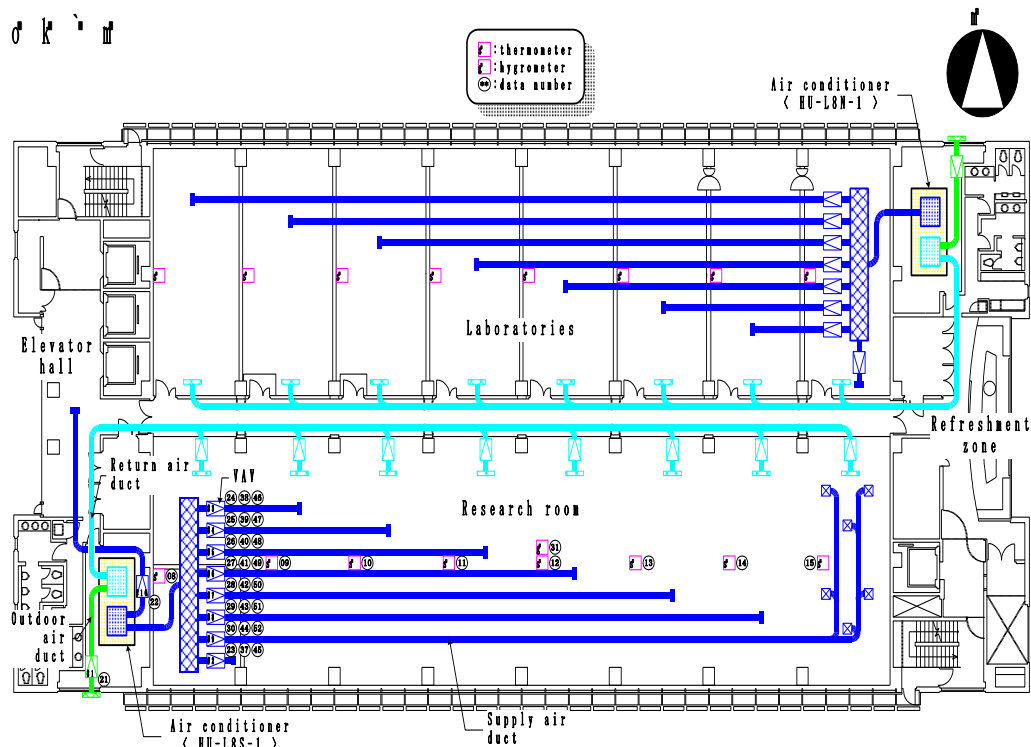 :thermometer
:hygrometer
:data number
Air conditioner
< HU-L8N-1 >
Elevator
hall
Laboratories
Refreshment
zone
Return air
duct
VAV
Research room
24 38 46
25 39 47
26 40 48
27 41 49
28 42 50
29 43 51
30 44 52
23 37 45
08
09
10
11
31
12
13
14
15
22
21
Outdoor
air
duct
Supply air
duct
Air conditioner
< HU-L8S-1 >